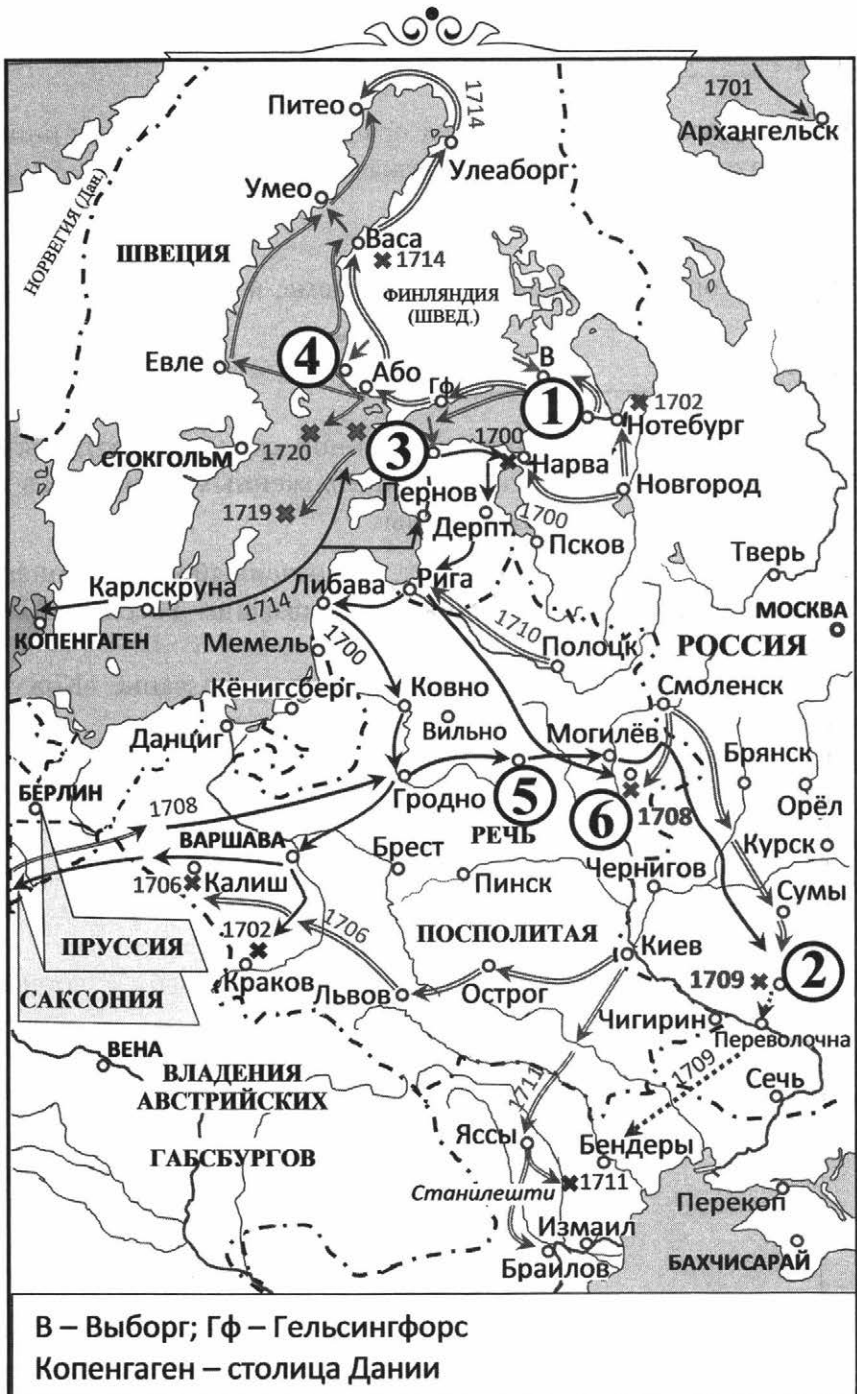 1701
Архангельск
Питео
1714
Улеаборг
Умео
НОРВЕГИЯ (Дан.)
ШВЕЦИЯ
Васа
1714
ФИНЛЯНДИЯ
(ШВЕД.)
Евле
4
Або
Гф
В
1
1702
Нотебург
СТОКГОЛЬМ
1720
3
1700
Нарва
Новгород
1719
Пернов
Дерпт
1700
Псков
Тверь
Карлскруна
1714
Либава
Рига
МОСКВА
КОПЕНГАГЕН
Мемель
1700
1710
Полоцк
РОССИЯ
Кёнигсберг
Ковно
Смоленск
Данциг
Вильно
Могилёв
Брянск
БЕРЛИН
1708
Гродно
5
6
1708
Орёл
ВАРШАВА
Брест
РЕЧЬ
Курск
1706
Калиш
Пинск
Чернигов
Сумы
1702
1706
ПОСПОЛИТАЯ
ПРУССИЯ
Краков
Киев
1709
2
САКСОНИЯ
Львов
Острог
Чигирин
Переволочна
ВЕНА
ВЛАДЕНИЯ
АВСТРИЙСКИХ
ГАБСБУРГОВ
1711
1709
Сечь
Яссы
Бендеры
Станилешти
1711
Перекоп
Измаил
Браилов
БАХЧИСАРАЙ
В – Выборг; Гф – Гельсингфорс
Копенгаген – столица Дании